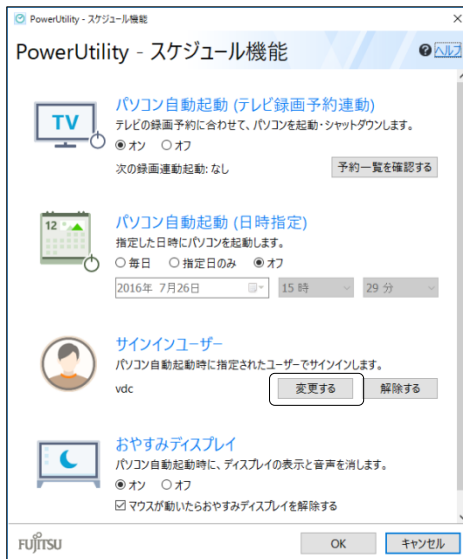 PowerUtility - スケジュール機能
PowerUtility - スケジュール機能
ヘルプ
パソコン自動起動 (テレビ録画予約連動)
TV
テレビの録画予約に合わせて、パソコンを起動・シャットダウンします。
オン オフ
次の録画連動起動: なし 予約一覧を確認する
パソコン自動起動 (日時指定)
12
指定した日時にパソコンを起動します。
毎日 指定日のみ オフ
2016年 7月26日 15 時 29 分
サインインユーザー
パソコン自動起動時に指定されたユーザーでサインインします。
vdc 変更する 解除する
おやすみディスプレイ
パソコン自動起動時に、ディスプレイの表示と音声を消します。
オン オフ
マウスが動いたらおやすみディスプレイを解除する
FUJITSU OK キャンセル